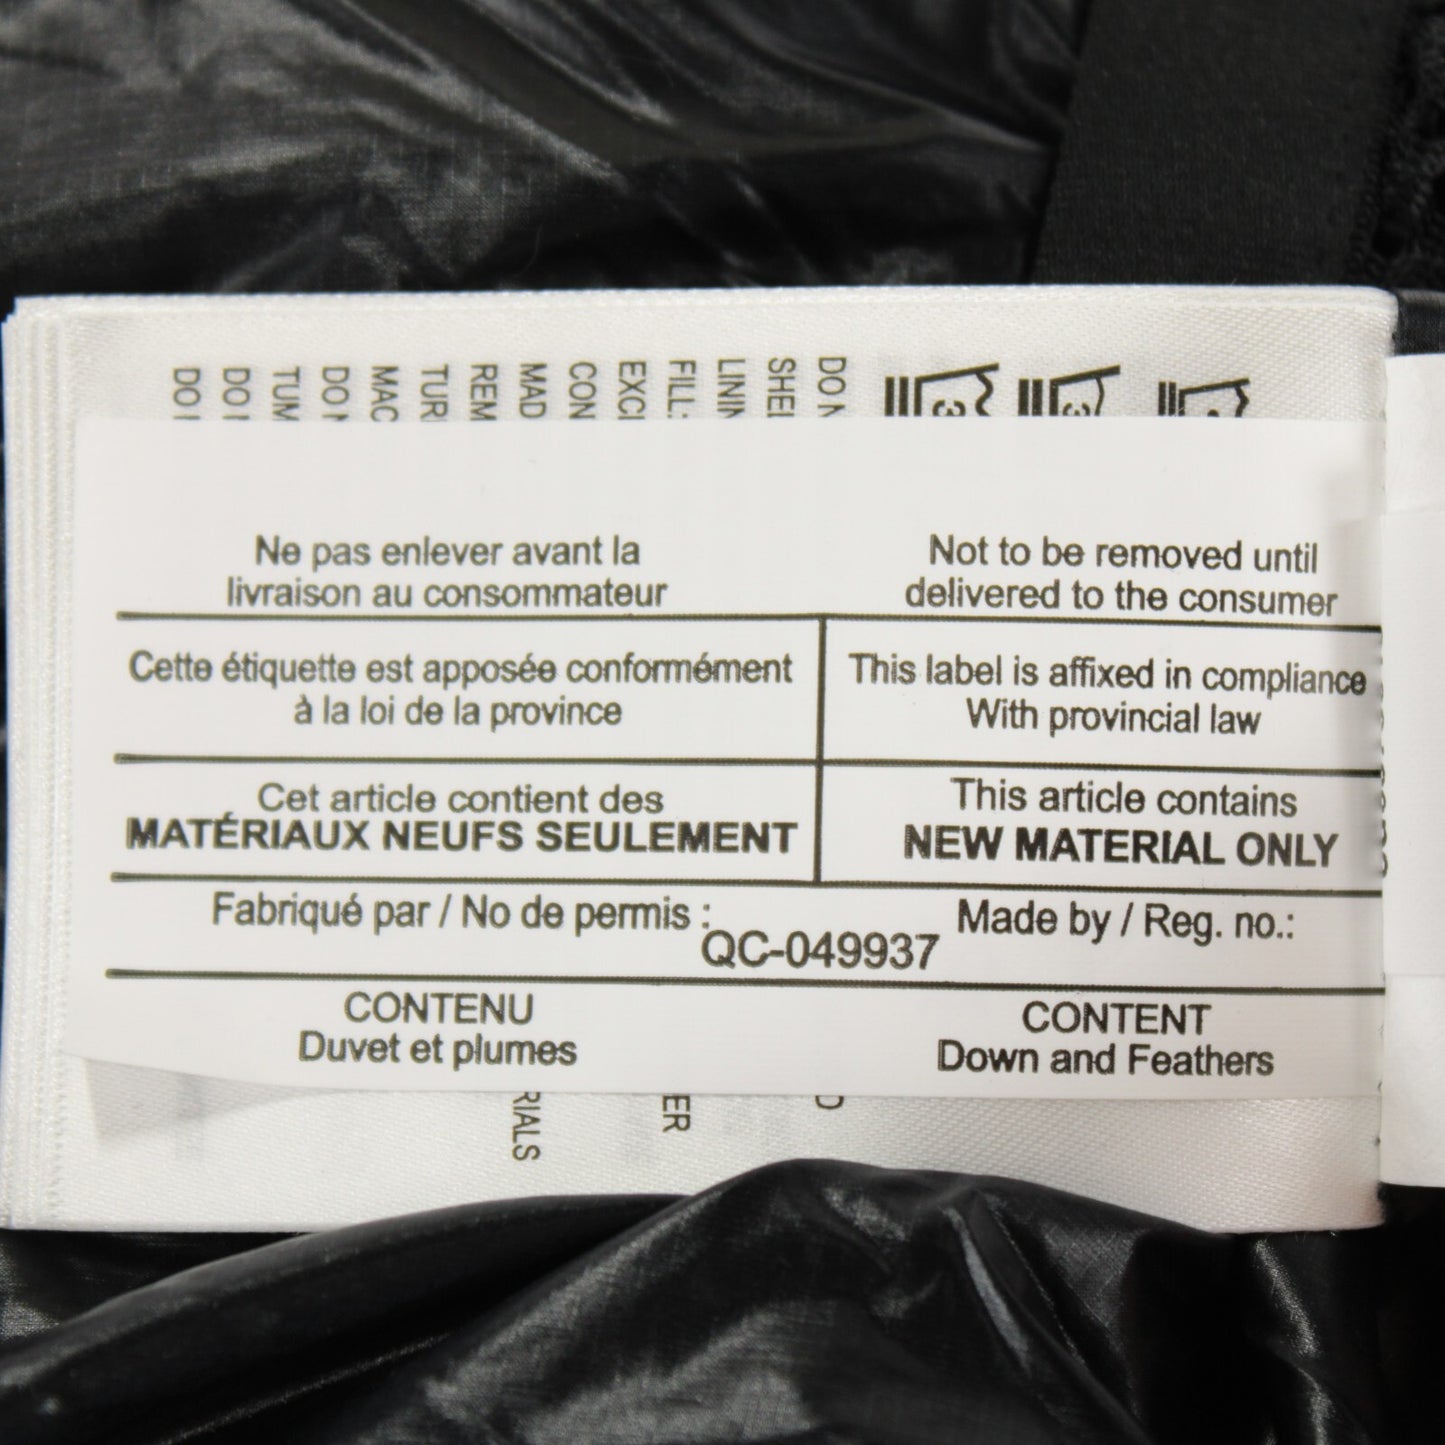 Ne pas enlever avant la
livraison au consommateur
Not to be removed until
delivered to the consumer
Cette étiquette est apposée conformément
à la loi de la province
This label is affixed in compliance
With provincial law
Cet article contient des
MATÉRIAUX NEUFS SEULEMENT
This article contains
NEW MATERIAL ONLY
Fabriqué par / No de permis :
QC-049937
Made by / Reg. no.:
CONTENU
Duvet et plumes
CONTENT
Down and Feathers